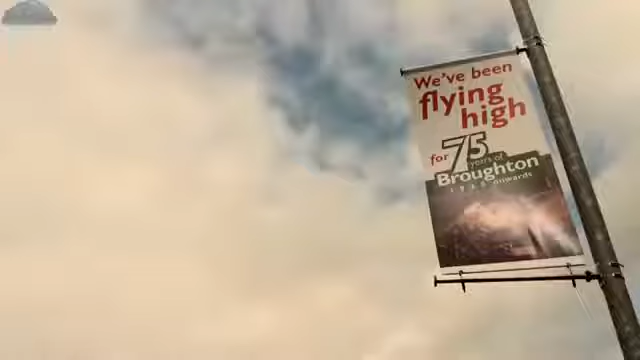 We've been
flying
high
for 75
years of
Broughton
onwards